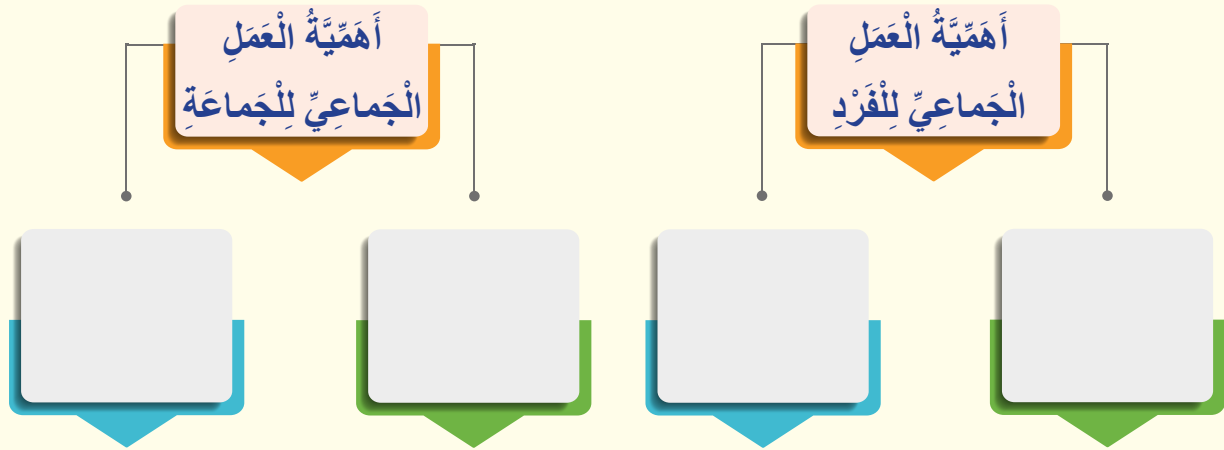 أَهَمِّيَّةُ الْعَمَلِ
الْجَماعِيِّ لِلْفَرْدِ
أَهَمِّيَّةُ الْعَمَلِ
الْجَماعِيِّ لِلْجَماعَةِ